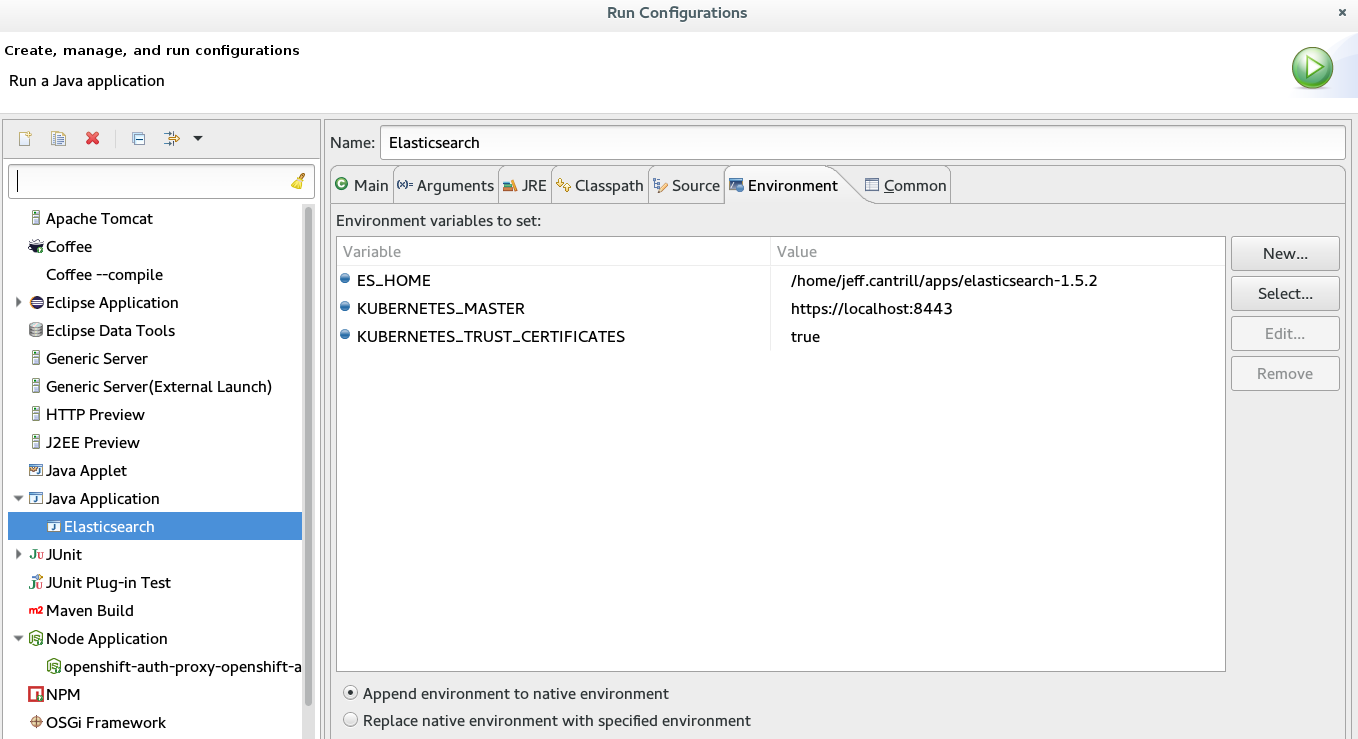 Run Configurations
Create, manage, and run configurations
Run a Java application
Name: Elasticsearch
Main Arguments JRE Classpath Source Environment Common
Environment variables to set:
Variable Value
ES_HOME /home/jeff.cantrill/apps/elasticsearch-1.5.2
KUBERNETES_MASTER https://localhost:8443
KUBERNETES_TRUST_CERTIFICATES true
New...
Select...
Edit...
Remove
Apache Tomcat
Coffee
Coffee --compile
Eclipse Application
Eclipse Data Tools
Generic Server
Generic Server(External Launch)
HTTP Preview
J2EE Preview
Java Applet
Java Application
Elasticsearch
JUnit
JUnit Plug-in Test
Maven Build
Node Application
openshift-auth-proxy-openshift-a
NPM
OSGi Framework
Append environment to native environment
Replace native environment with specified environment